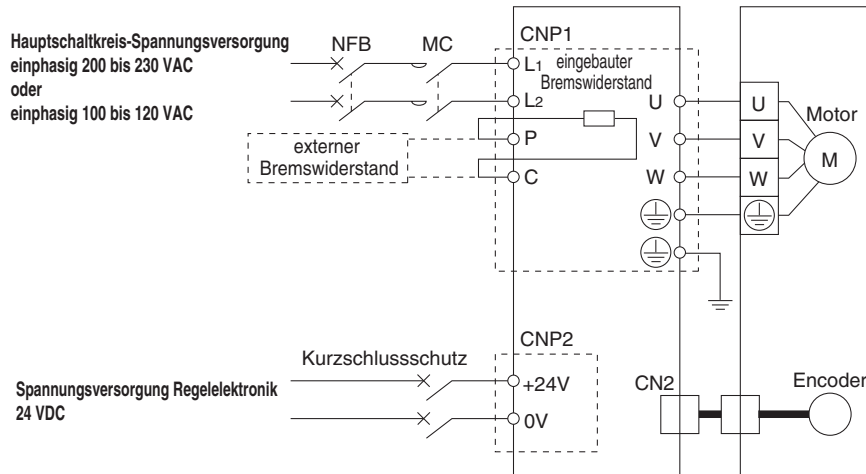 Hauptschaltkreis-Spannungsversorgung
einphasig 200 bis 230 VAC
oder
einphasig 100 bis 120 VAC
NFB
MC
CNP1
L1
eingebauter
Bremswiderstand
L2
P
C
externer
Bremswiderstand
U
V
W
U
V
W
Motor
M
CNP2
Kurzschlussschutz
+24V
0V
Spannungsversorgung Regelelektronik
24 VDC
CN2
Encoder